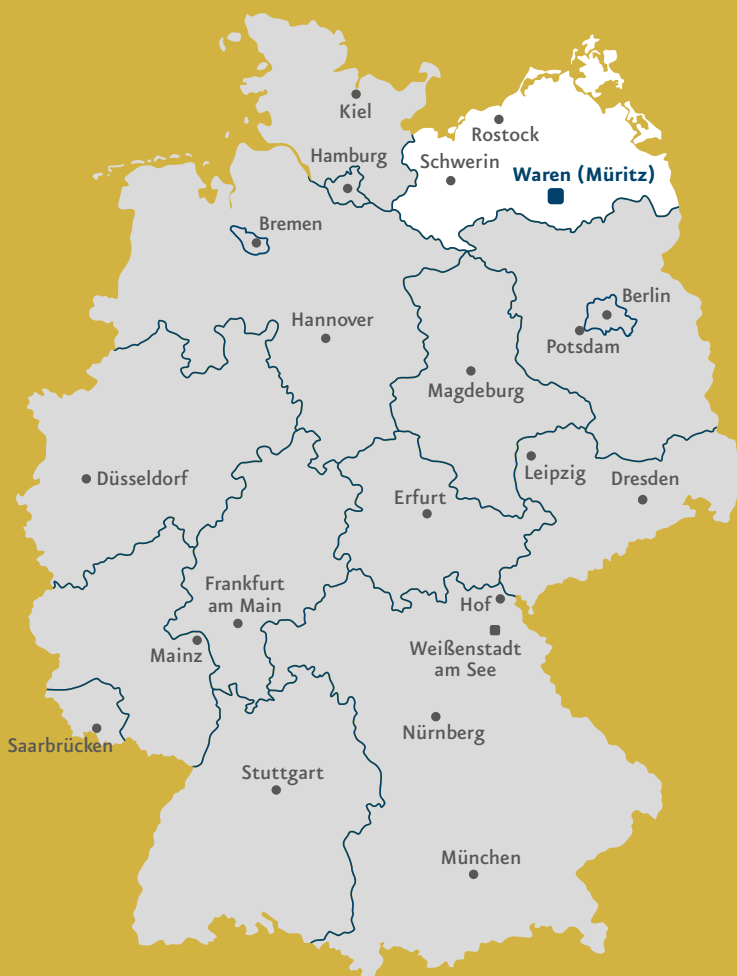 Kiel
Rostock
Hamburg
Schwerin
Waren (Müritz)
Bremen
Berlin
Hannover
Potsdam
Magdeburg
Düsseldorf
Leipzig
Dresden
Erfurt
Frankfurt
am Main
Hof
Mainz
Weißenstadt
am See
Saarbrücken
Nürnberg
Stuttgart
München